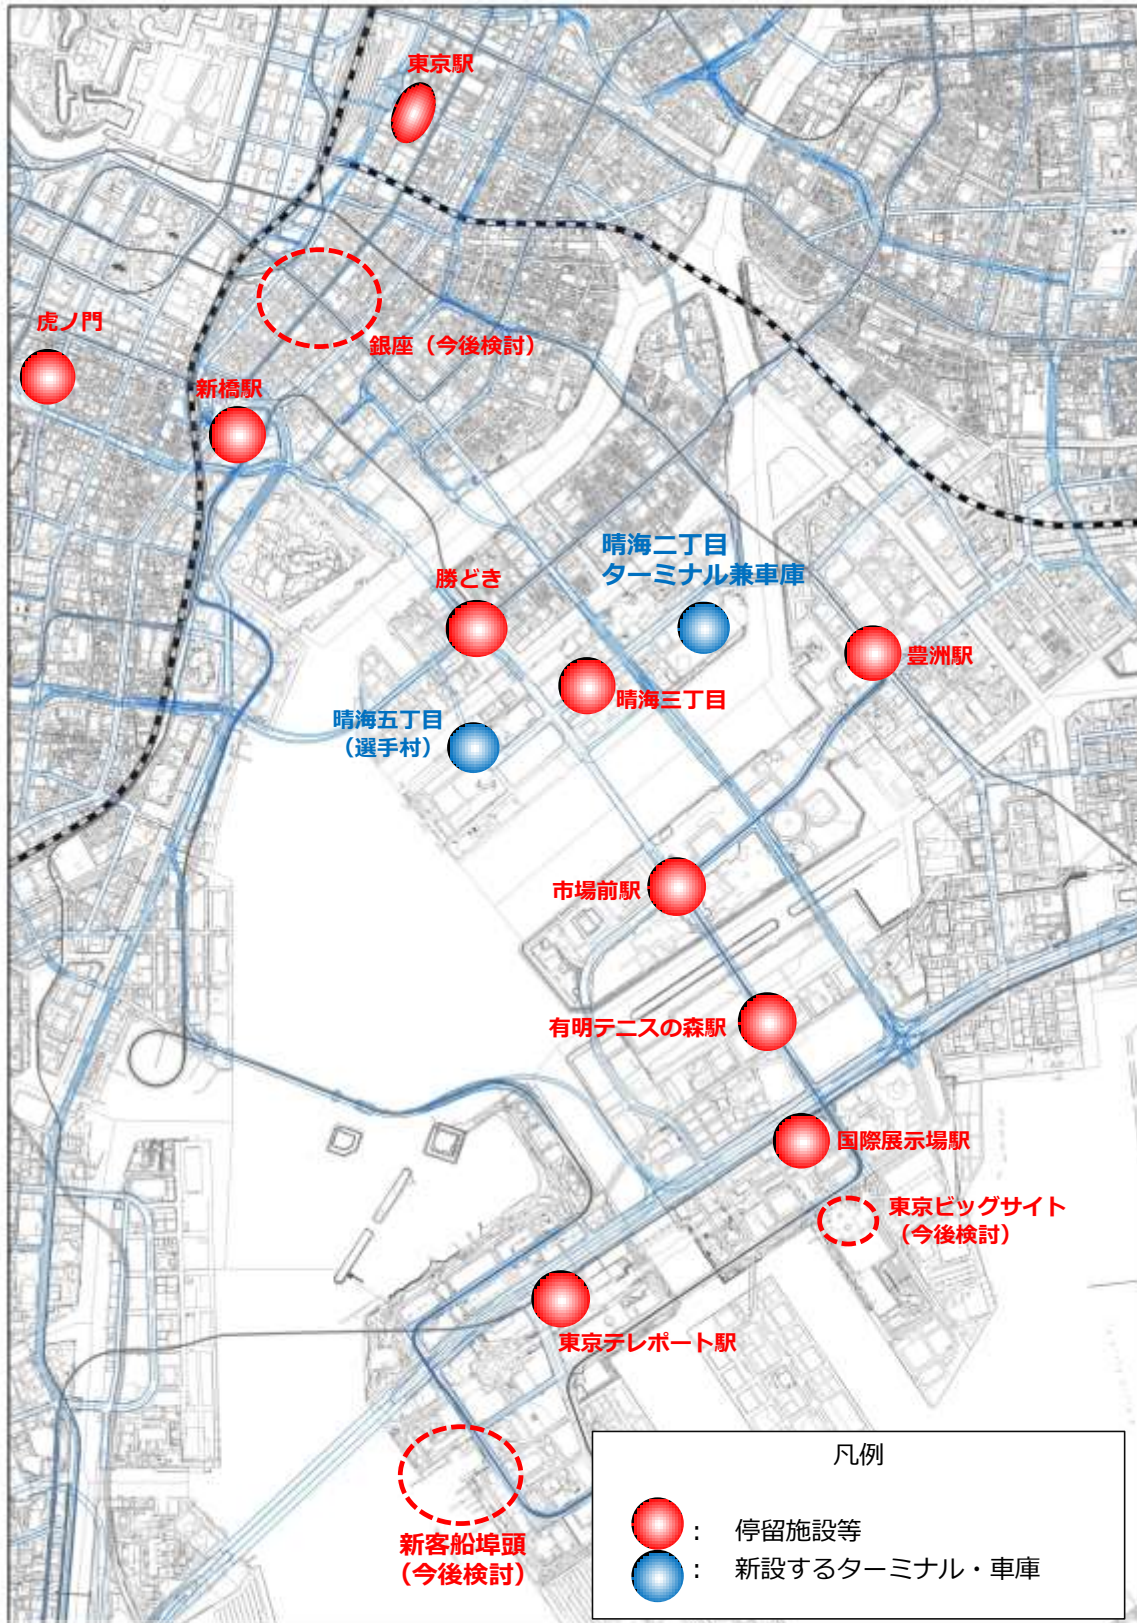 東京駅
虎ノ門
銀座（今後検討）
新橋駅
晴海二丁目
ターミナル兼車庫
勝どき
豊洲駅
晴海三丁目
晴海五丁目
（選手村）
市場前駅
有明テニスの森駅
国際展示場駅
東京ビッグサイト
（今後検討）
東京テレポート駅
新客船埠頭
（今後検討）
凡例
： 停留施設等
： 新設するターミナル・車庫